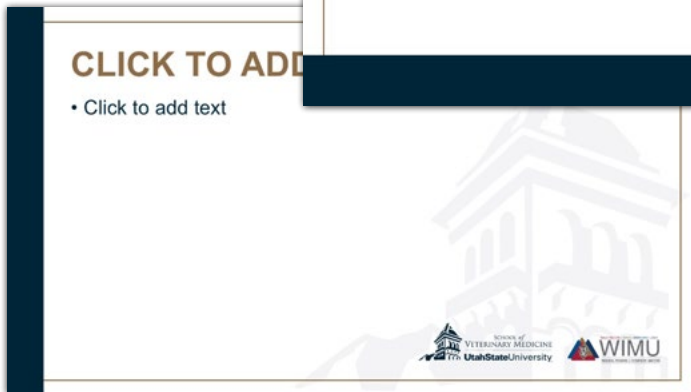 CLICK TO ADD
• Click to add text
SCHOOL of
VETERINARY MEDICINE
UtahStateUniversity
WIMU